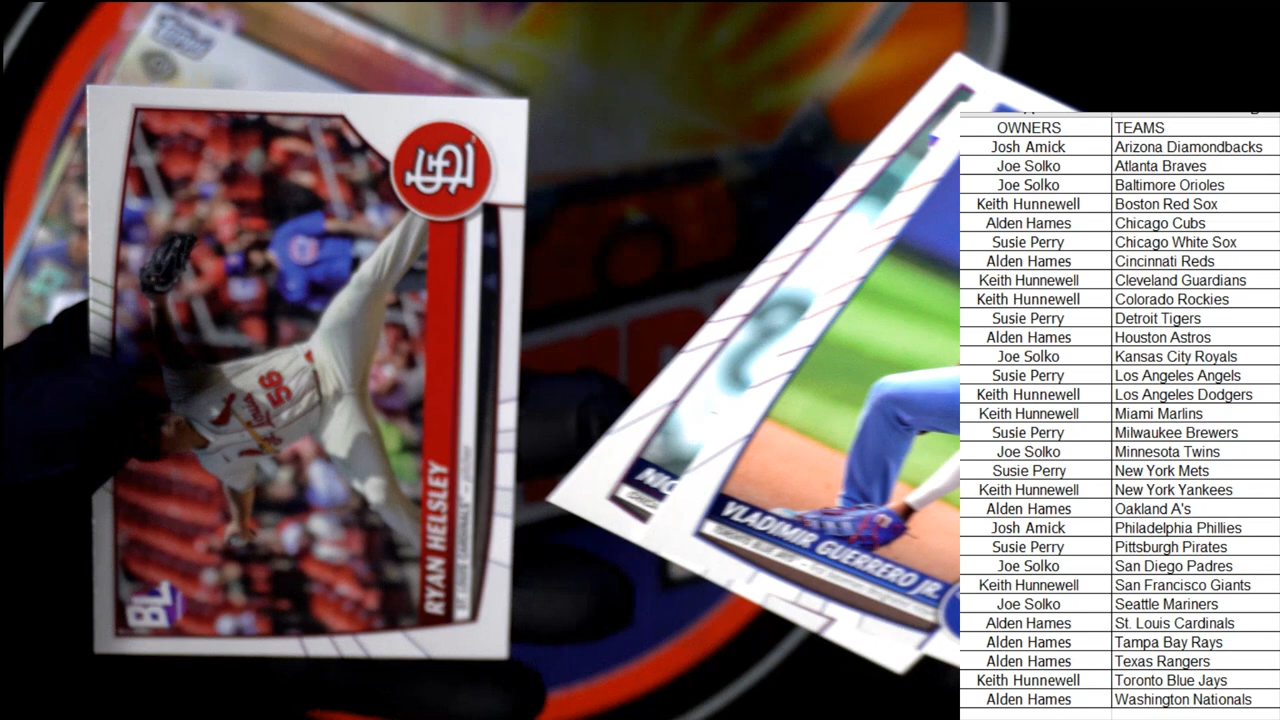 RYAN HELSLEY
ST. LOUIS CARDINALS — pitcher
56
BL
VLADIMIR GUERRERO JR.
OWNERS TEAMS
Josh Amick Arizona Diamondbacks
Joe Solko Atlanta Braves
Joe Solko Baltimore Orioles
Keith Hunnewell Boston Red Sox
Alden Hames Chicago Cubs
Susie Perry Chicago White Sox
Alden Hames Cincinnati Reds
Keith Hunnewell Cleveland Guardians
Keith Hunnewell Colorado Rockies
Susie Perry Detroit Tigers
Alden Hames Houston Astros
Joe Solko Kansas City Royals
Susie Perry Los Angeles Angels
Keith Hunnewell Los Angeles Dodgers
Keith Hunnewell Miami Marlins
Susie Perry Milwaukee Brewers
Joe Solko Minnesota Twins
Susie Perry New York Mets
Keith Hunnewell New York Yankees
Alden Hames Oakland A's
Josh Amick Philadelphia Phillies
Susie Perry Pittsburgh Pirates
Joe Solko San Diego Padres
Keith Hunnewell San Francisco Giants
Joe Solko Seattle Mariners
Alden Hames St. Louis Cardinals
Alden Hames Tampa Bay Rays
Alden Hames Texas Rangers
Keith Hunnewell Toronto Blue Jays
Alden Hames Washington Nationals